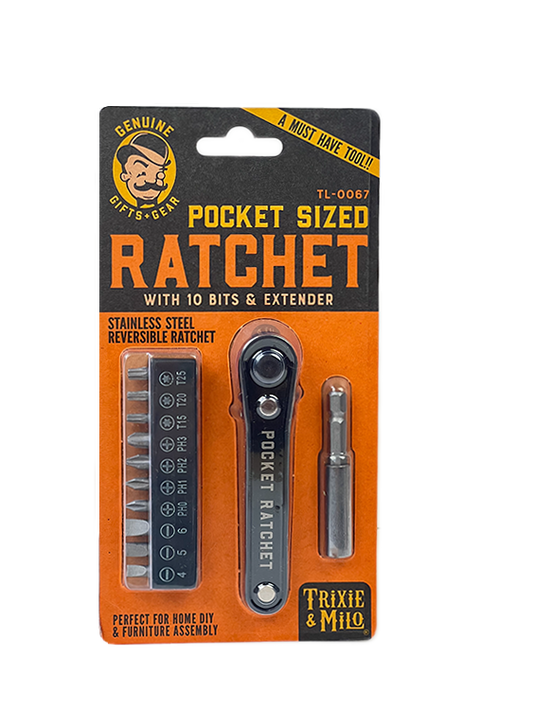 GENUINE
GIFTS + GEAR
A MUST HAVE TOOL!!
TL-0067
POCKET SIZED
RATCHET
WITH 10 BITS & EXTENDER
STAINLESS STEEL
REVERSIBLE RATCHET
T25
T20
T15
PH3
PH2
PH1
PH0
6
5
4
POCKET RATCHET
PERFECT FOR HOME DIY
& FURNITURE ASSEMBLY
TRIXIE
& MILO
®